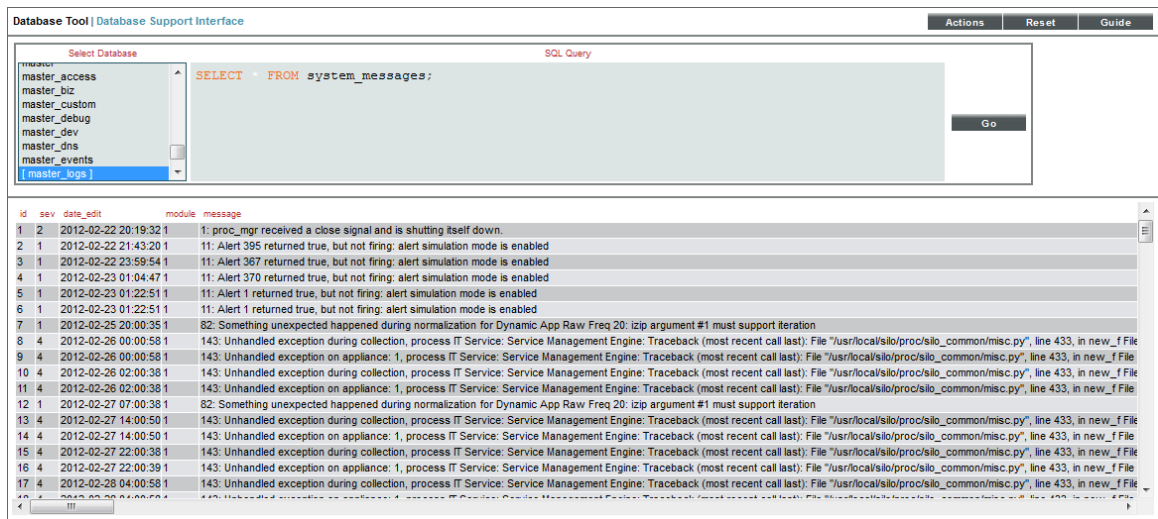 Database Tool | Database Support Interface
Actions Reset Guide
Select Database SQL Query
master
master_access
master_biz
master_custom
master_debug
master_dev
master_dns
master_events
[ master_logs ]
SELECT * FROM system_messages;
Go
id sev date_edit module message
1 2 2012-02-22 20:19:32 1 1: proc_mgr received a close signal and is shutting itself down.
2 1 2012-02-22 21:43:20 1 11: Alert 395 returned true, but not firing: alert simulation mode is enabled
3 1 2012-02-22 23:59:54 1 11: Alert 367 returned true, but not firing: alert simulation mode is enabled
4 1 2012-02-23 01:04:47 1 11: Alert 370 returned true, but not firing: alert simulation mode is enabled
5 1 2012-02-23 01:22:51 1 11: Alert 1 returned true, but not firing: alert simulation mode is enabled
6 1 2012-02-23 01:22:51 1 11: Alert 1 returned true, but not firing: alert simulation mode is enabled
7 1 2012-02-25 20:00:35 1 82: Something unexpected happened during normalization for Dynamic App Raw Freq 20: izip argument #1 must support iteration
8 4 2012-02-26 00:00:58 1 143: Unhandled exception during collection, process IT Service: Service Management Engine: Traceback (most recent call last): File "/usr/local/silo/proc/silo_common/misc.py", line 433, in new_f File
9 4 2012-02-26 00:00:58 1 143: Unhandled exception on appliance: 1, process IT Service: Service Management Engine: Traceback (most recent call last): File "/usr/local/silo/proc/silo_common/misc.py", line 433, in new_f File
10 4 2012-02-26 02:00:38 1 143: Unhandled exception during collection, process IT Service: Service Management Engine: Traceback (most recent call last): File "/usr/local/silo/proc/silo_common/misc.py", line 433, in new_f File
11 4 2012-02-26 02:00:38 1 143: Unhandled exception on appliance: 1, process IT Service: Service Management Engine: Traceback (most recent call last): File "/usr/local/silo/proc/silo_common/misc.py", line 433, in new_f File
12 1 2012-02-27 07:00:38 1 82: Something unexpected happened during normalization for Dynamic App Raw Freq 20: izip argument #1 must support iteration
13 4 2012-02-27 14:00:50 1 143: Unhandled exception during collection, process IT Service: Service Management Engine: Traceback (most recent call last): File "/usr/local/silo/proc/silo_common/misc.py", line 433, in new_f File
14 4 2012-02-27 14:00:50 1 143: Unhandled exception on appliance: 1, process IT Service: Service Management Engine: Traceback (most recent call last): File "/usr/local/silo/proc/silo_common/misc.py", line 433, in new_f File
15 4 2012-02-27 22:00:38 1 143: Unhandled exception during collection, process IT Service: Service Management Engine: Traceback (most recent call last): File "/usr/local/silo/proc/silo_common/misc.py", line 433, in new_f File
16 4 2012-02-27 22:00:39 1 143: Unhandled exception on appliance: 1, process IT Service: Service Management Engine: Traceback (most recent call last): File "/usr/local/silo/proc/silo_common/misc.py", line 433, in new_f File
17 4 2012-02-28 04:00:58 1 143: Unhandled exception during collection, process IT Service: Service Management Engine: Traceback (most recent call last): File "/usr/local/silo/proc/silo_common/misc.py", line 433, in new_f File